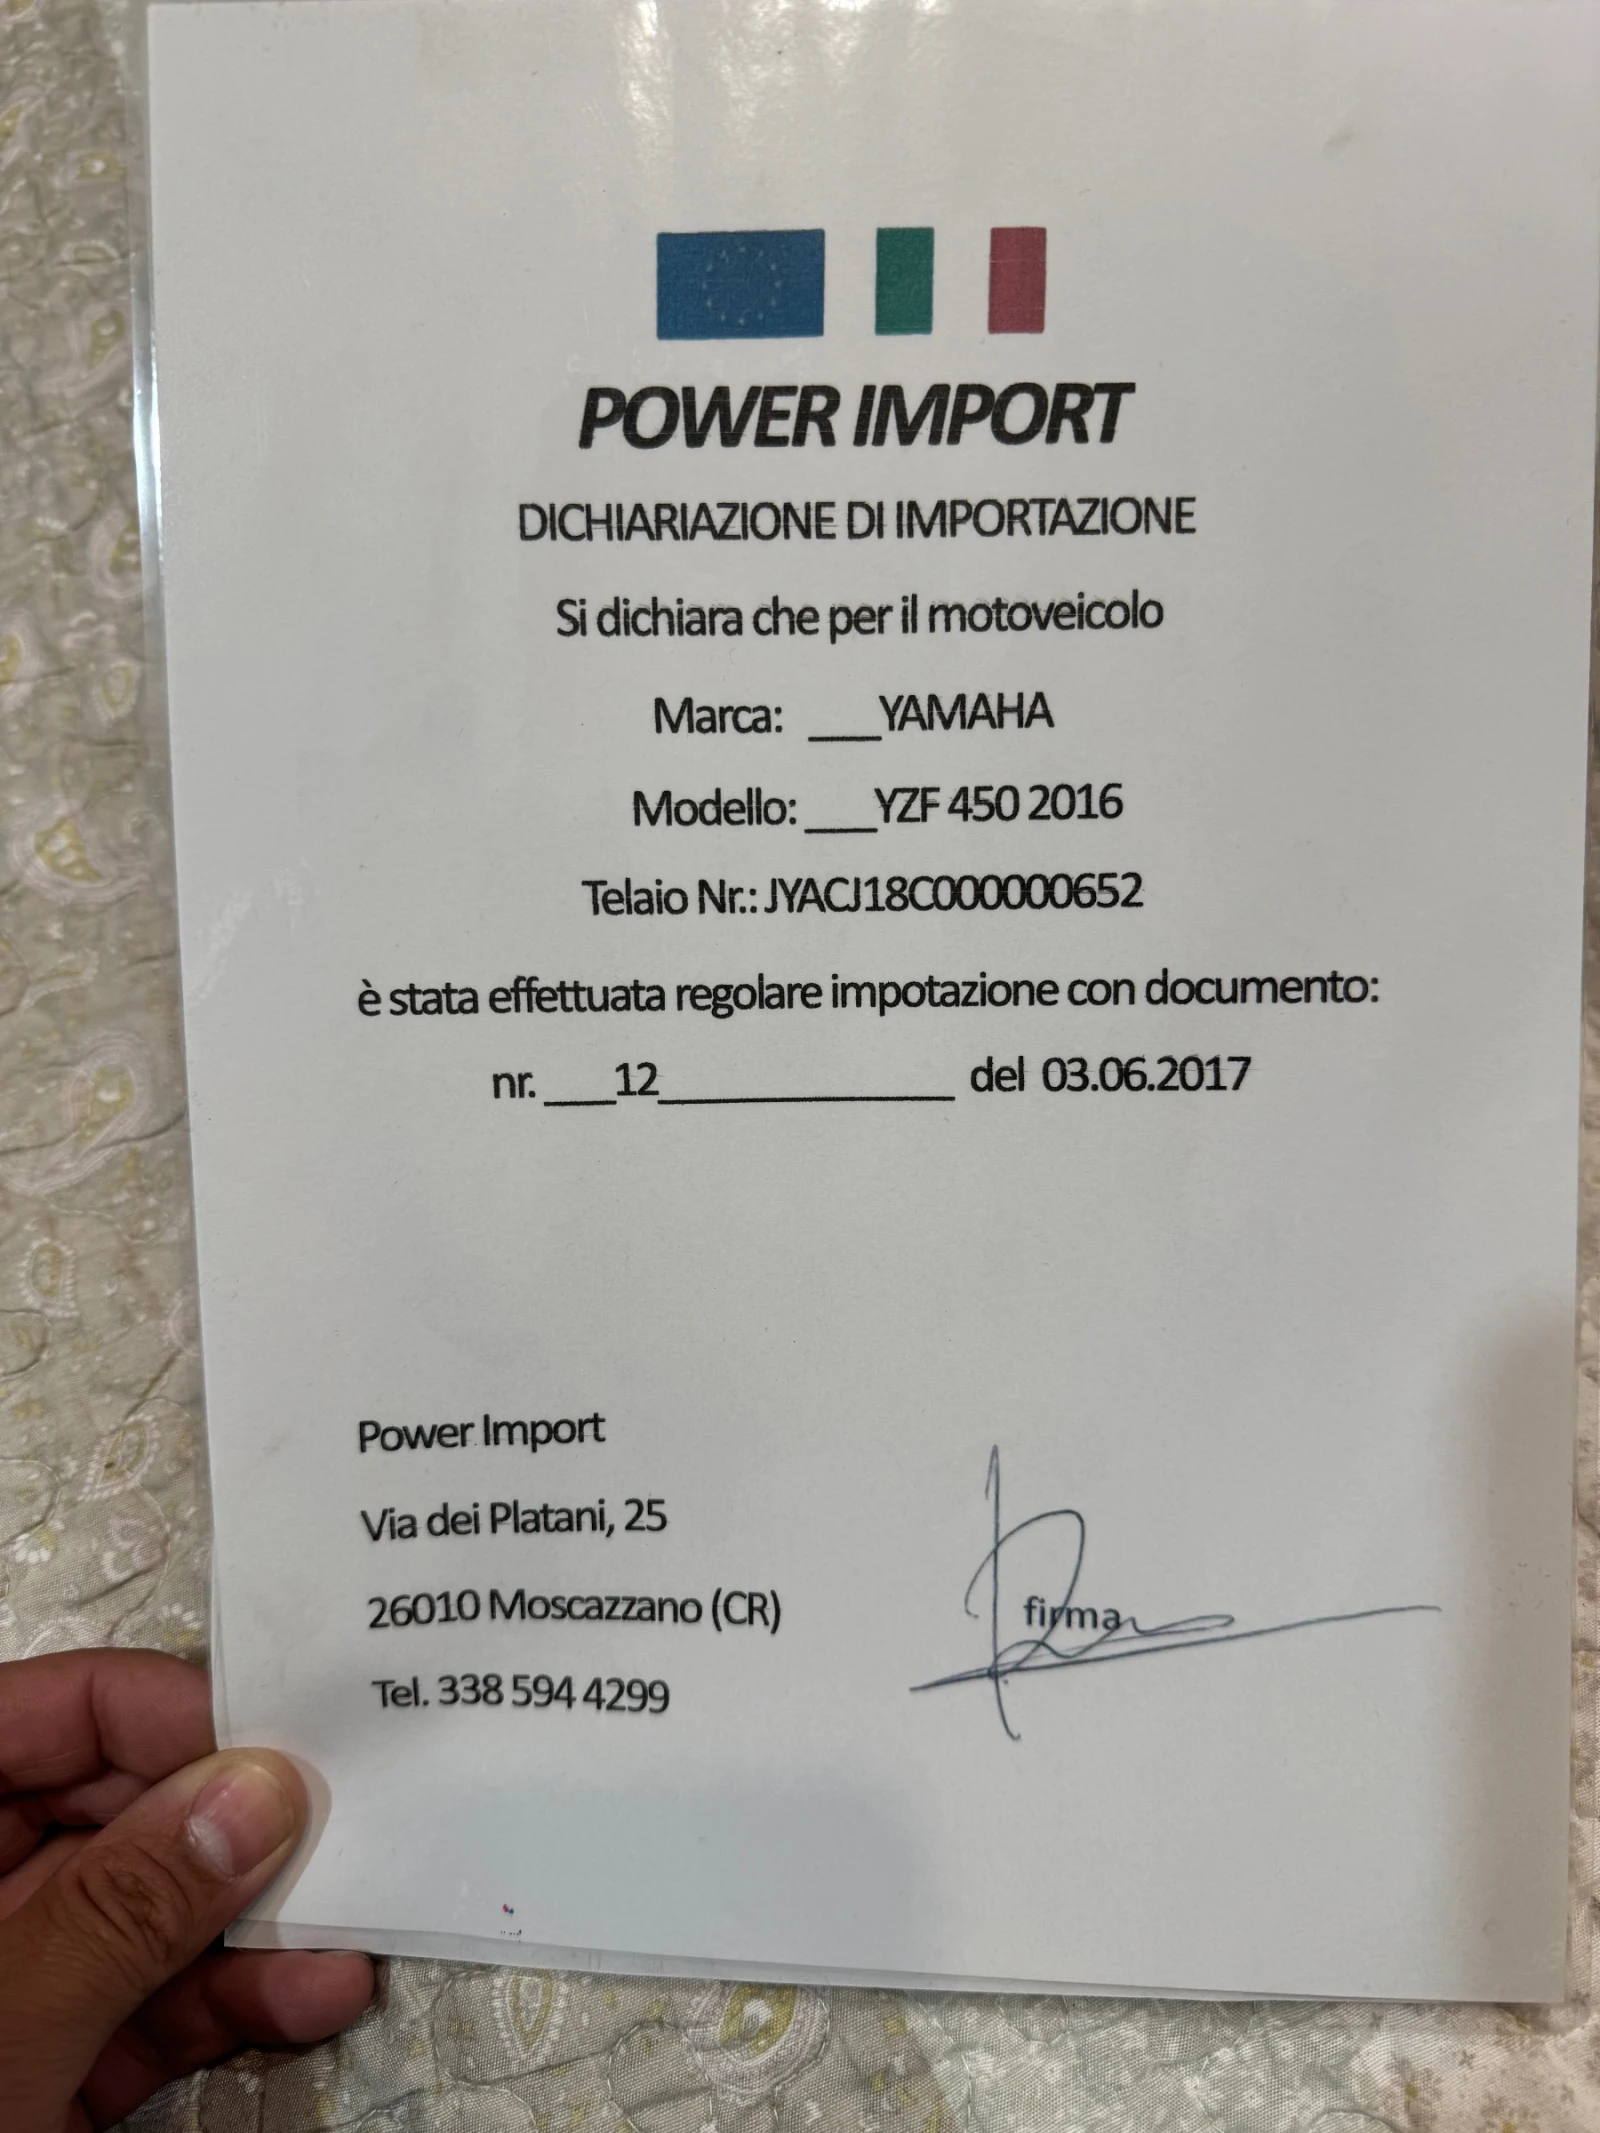 POWER IMPORT
DICHIARIAZIONE DI IMPORTAZIONE
Si dichiara che per il motoveicolo
Marca: ___YAMAHA
Modello:___YZF 450 2016
Telaio Nr.: JYACJ18C000000652
è stata effettuata regolare impotazione con documento:
nr. ___12____________ del 03.06.2017
Power Import
Via dei Platani, 25
26010 Moscazzano (CR)
firma
Tel. 338 594 4299